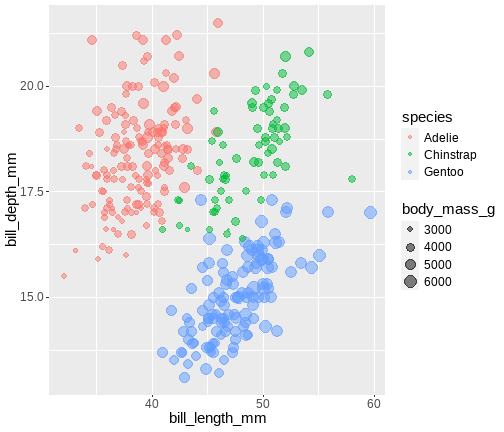 bill_depth_mm
20.0
17.5
15.0
40
50
60
bill_length_mm
species
Adelie
Chinstrap
Gentoo
body_mass_g
3000
4000
5000
6000